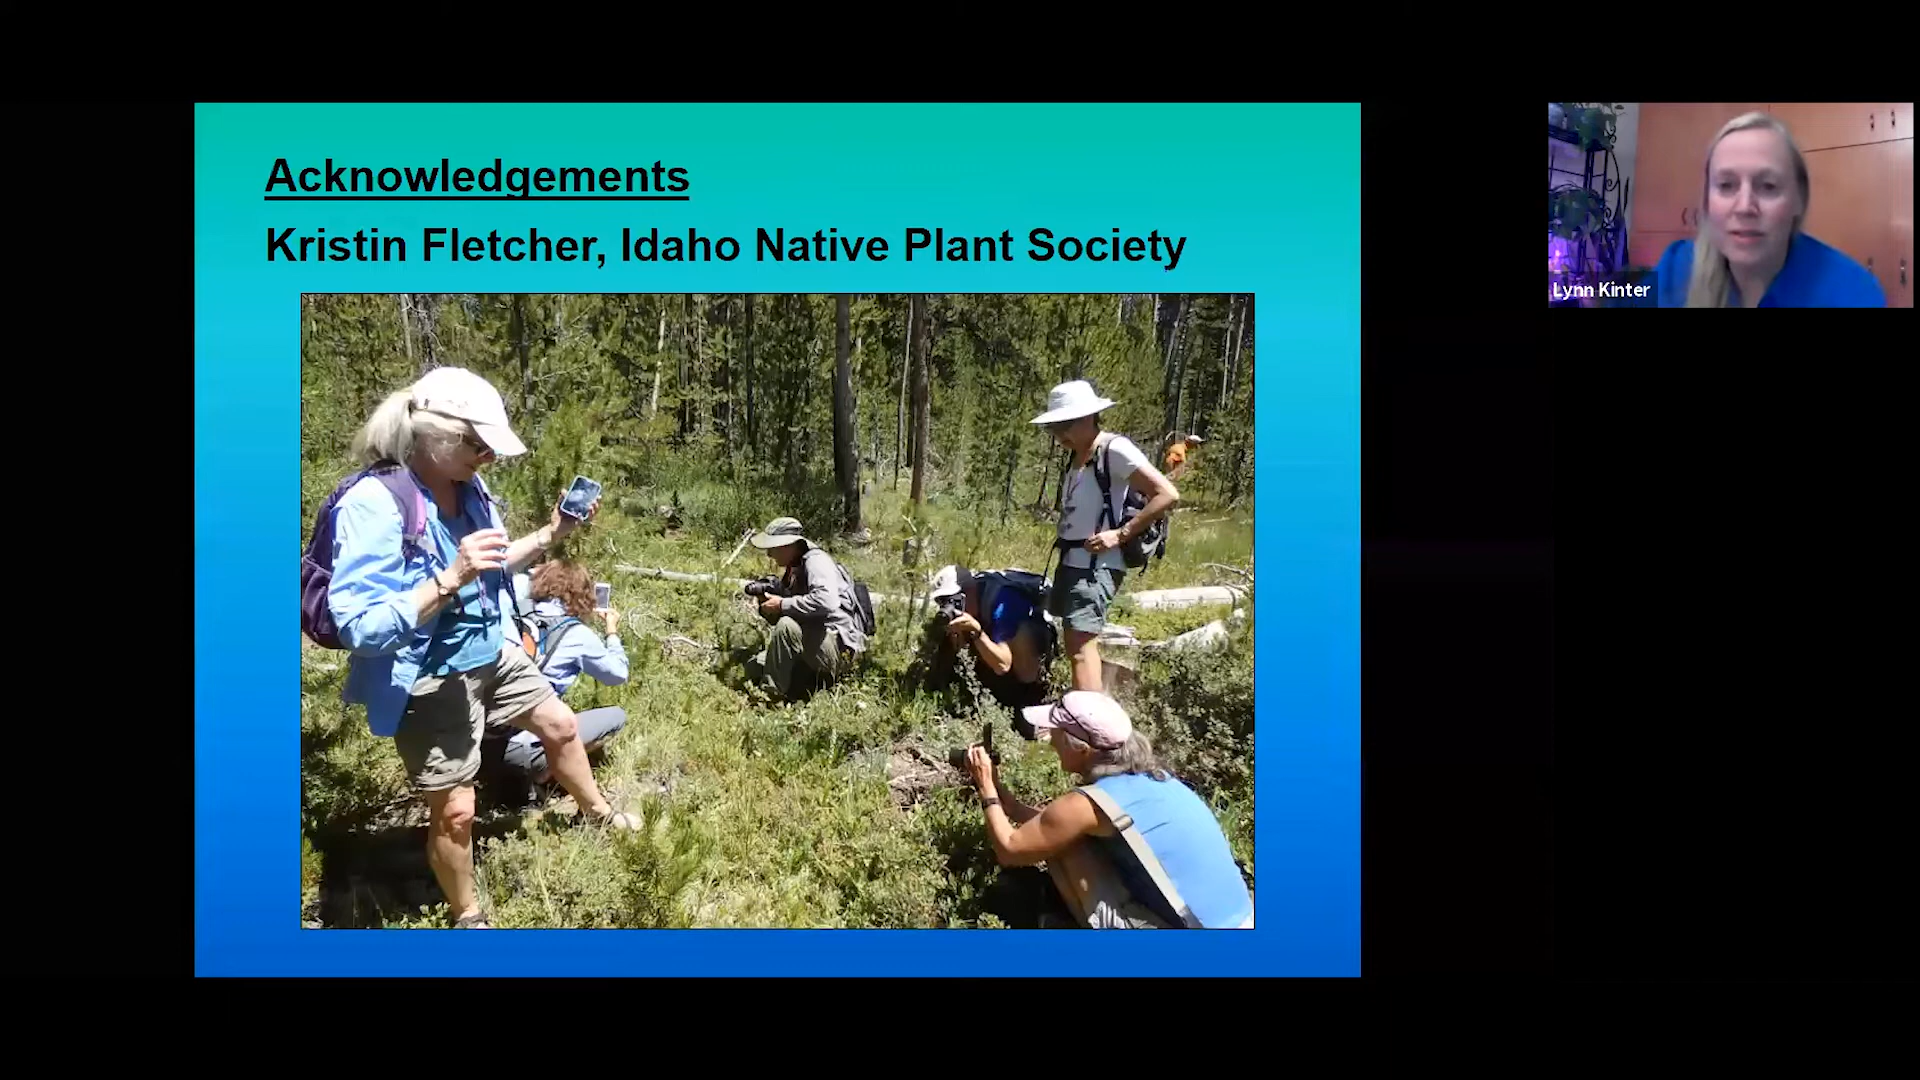 Acknowledgements
Kristin Fletcher, Idaho Native Plant Society
Lynn Kinter